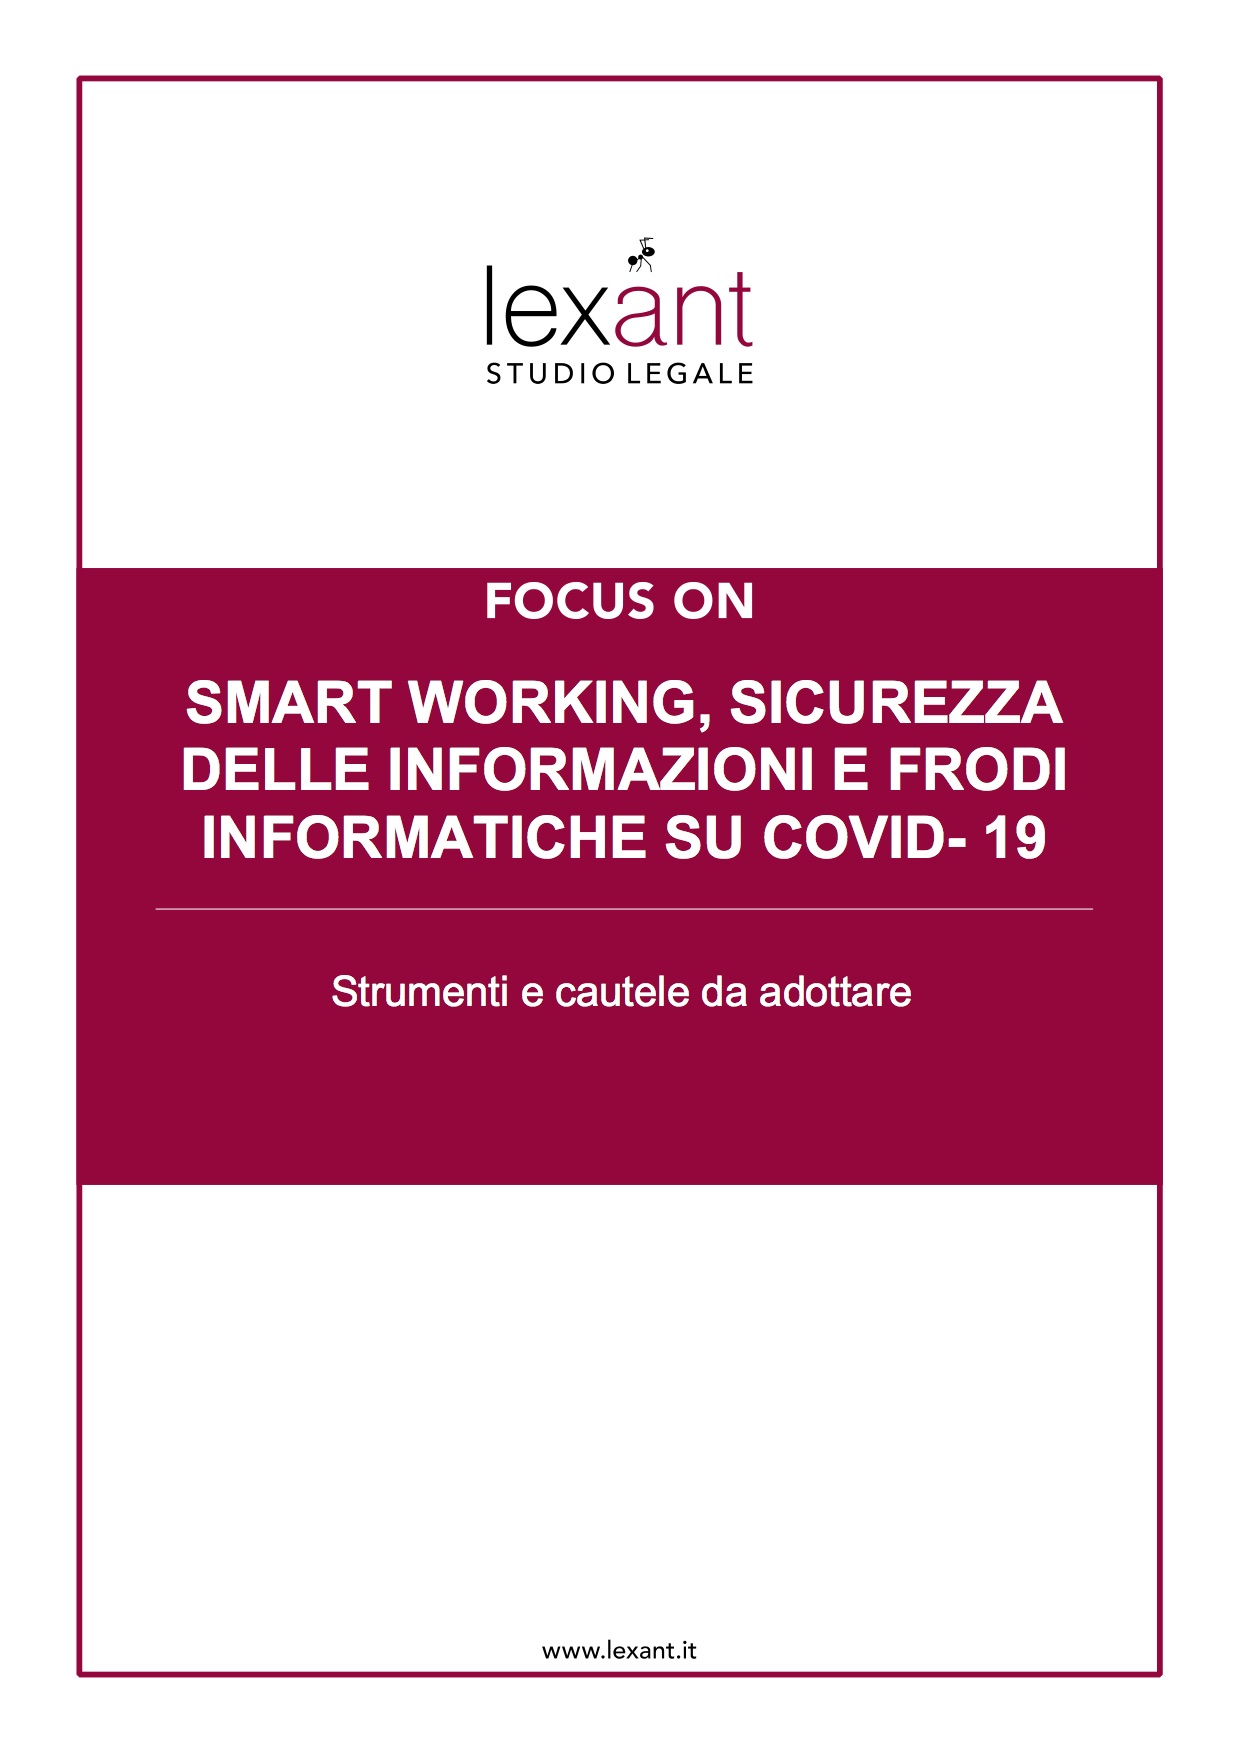 lexant
STUDIO LEGALE
FOCUS ON
SMART WORKING, SICUREZZA
DELLE INFORMAZIONI E FRODI
INFORMATICHE SU COVID- 19
Strumenti e cautele da adottare
www.lexant.it